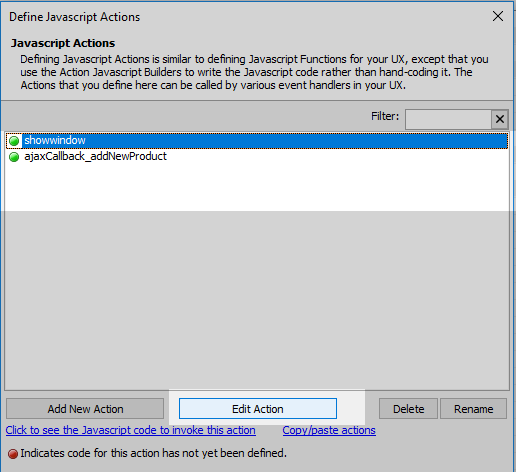 Define Javascript Actions
Javascript Actions
Defining Javascript Actions is similar to defining Javascript Functions for your UX, except that you
use the Action Javascript Builders to write the Javascript code rather than hand-coding it. The
Actions that you define here can be called by various event handlers in your UX.
Filter:
showwindow
ajaxCallback_addNewProduct
Add New Action
Edit Action
Delete
Rename
Click to see the Javascript code to invoke this action
Copy/paste actions
Indicates code for this action has not yet been defined.